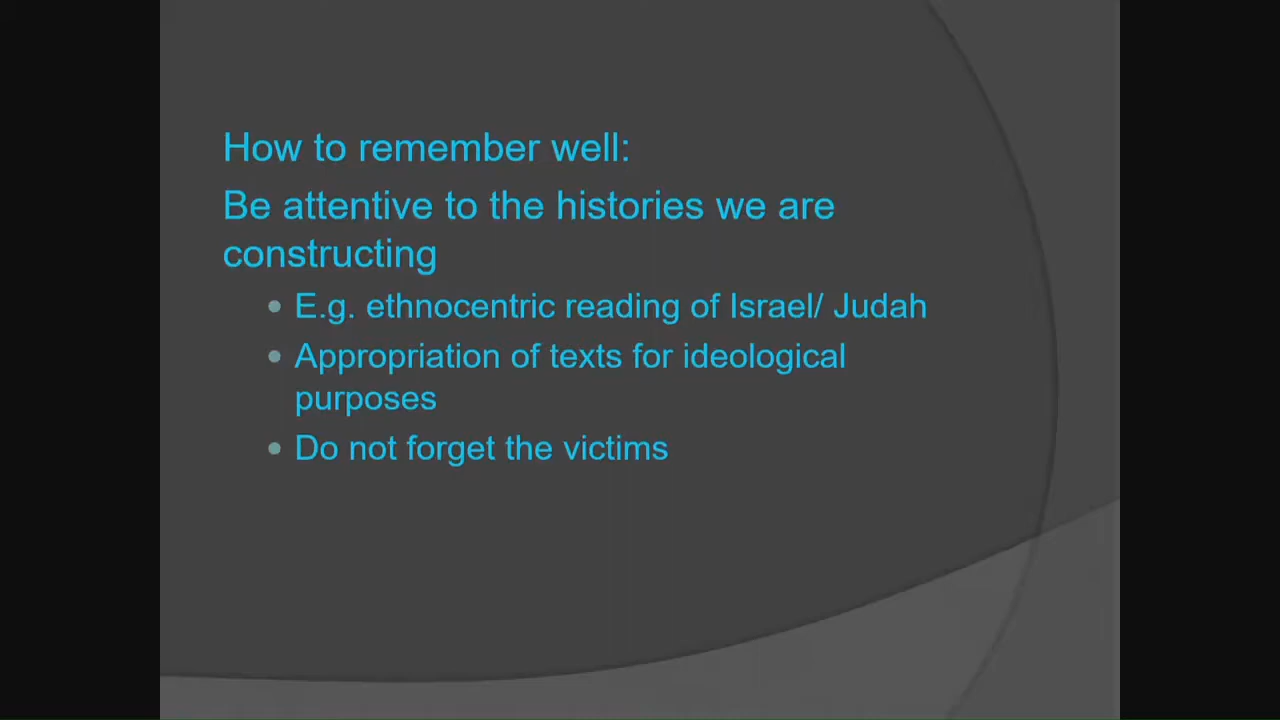 How to remember well:
Be attentive to the histories we are
constructing
• E.g. ethnocentric reading of Israel/ Judah
• Appropriation of texts for ideological
purposes
• Do not forget the victims